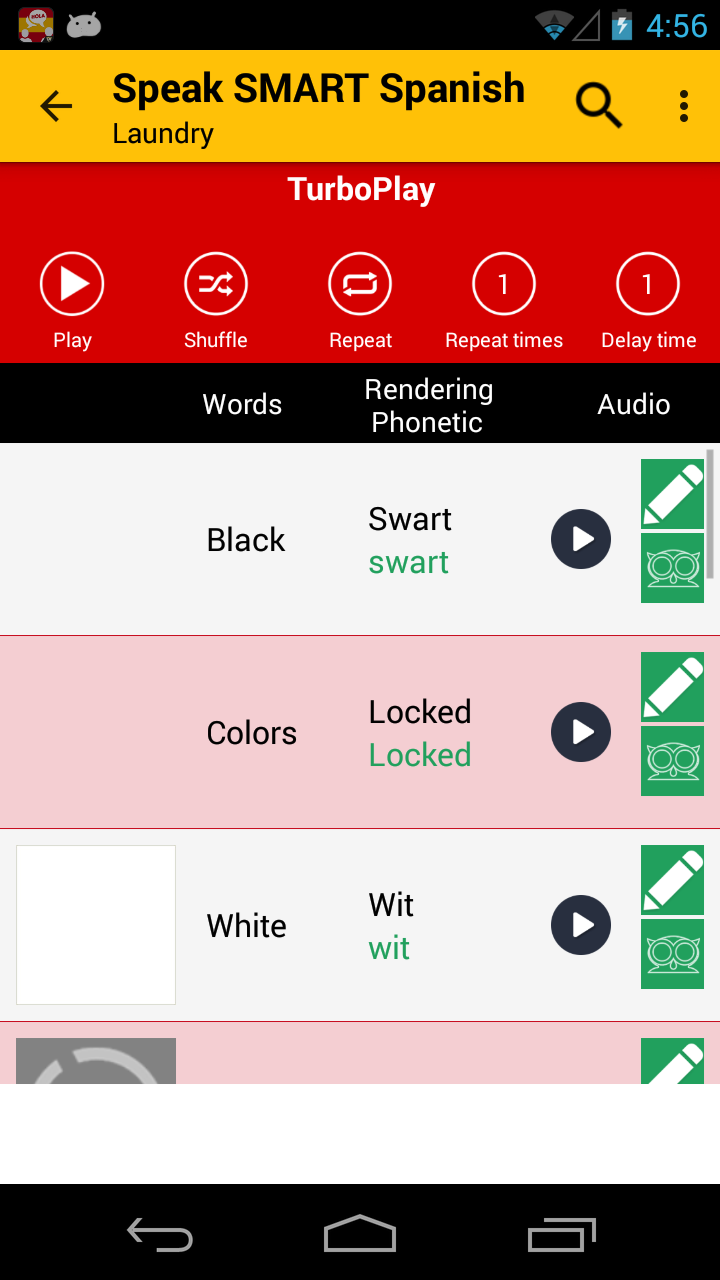 HOLA
4:56
Speak SMART Spanish
Laundry
TurboPlay
1
1
Play
Shuffle
Repeat
Repeat times
Delay time
Words
Rendering
Phonetic
Audio
Black
Swart
swart
Colors
Locked
Locked
White
Wit
wit